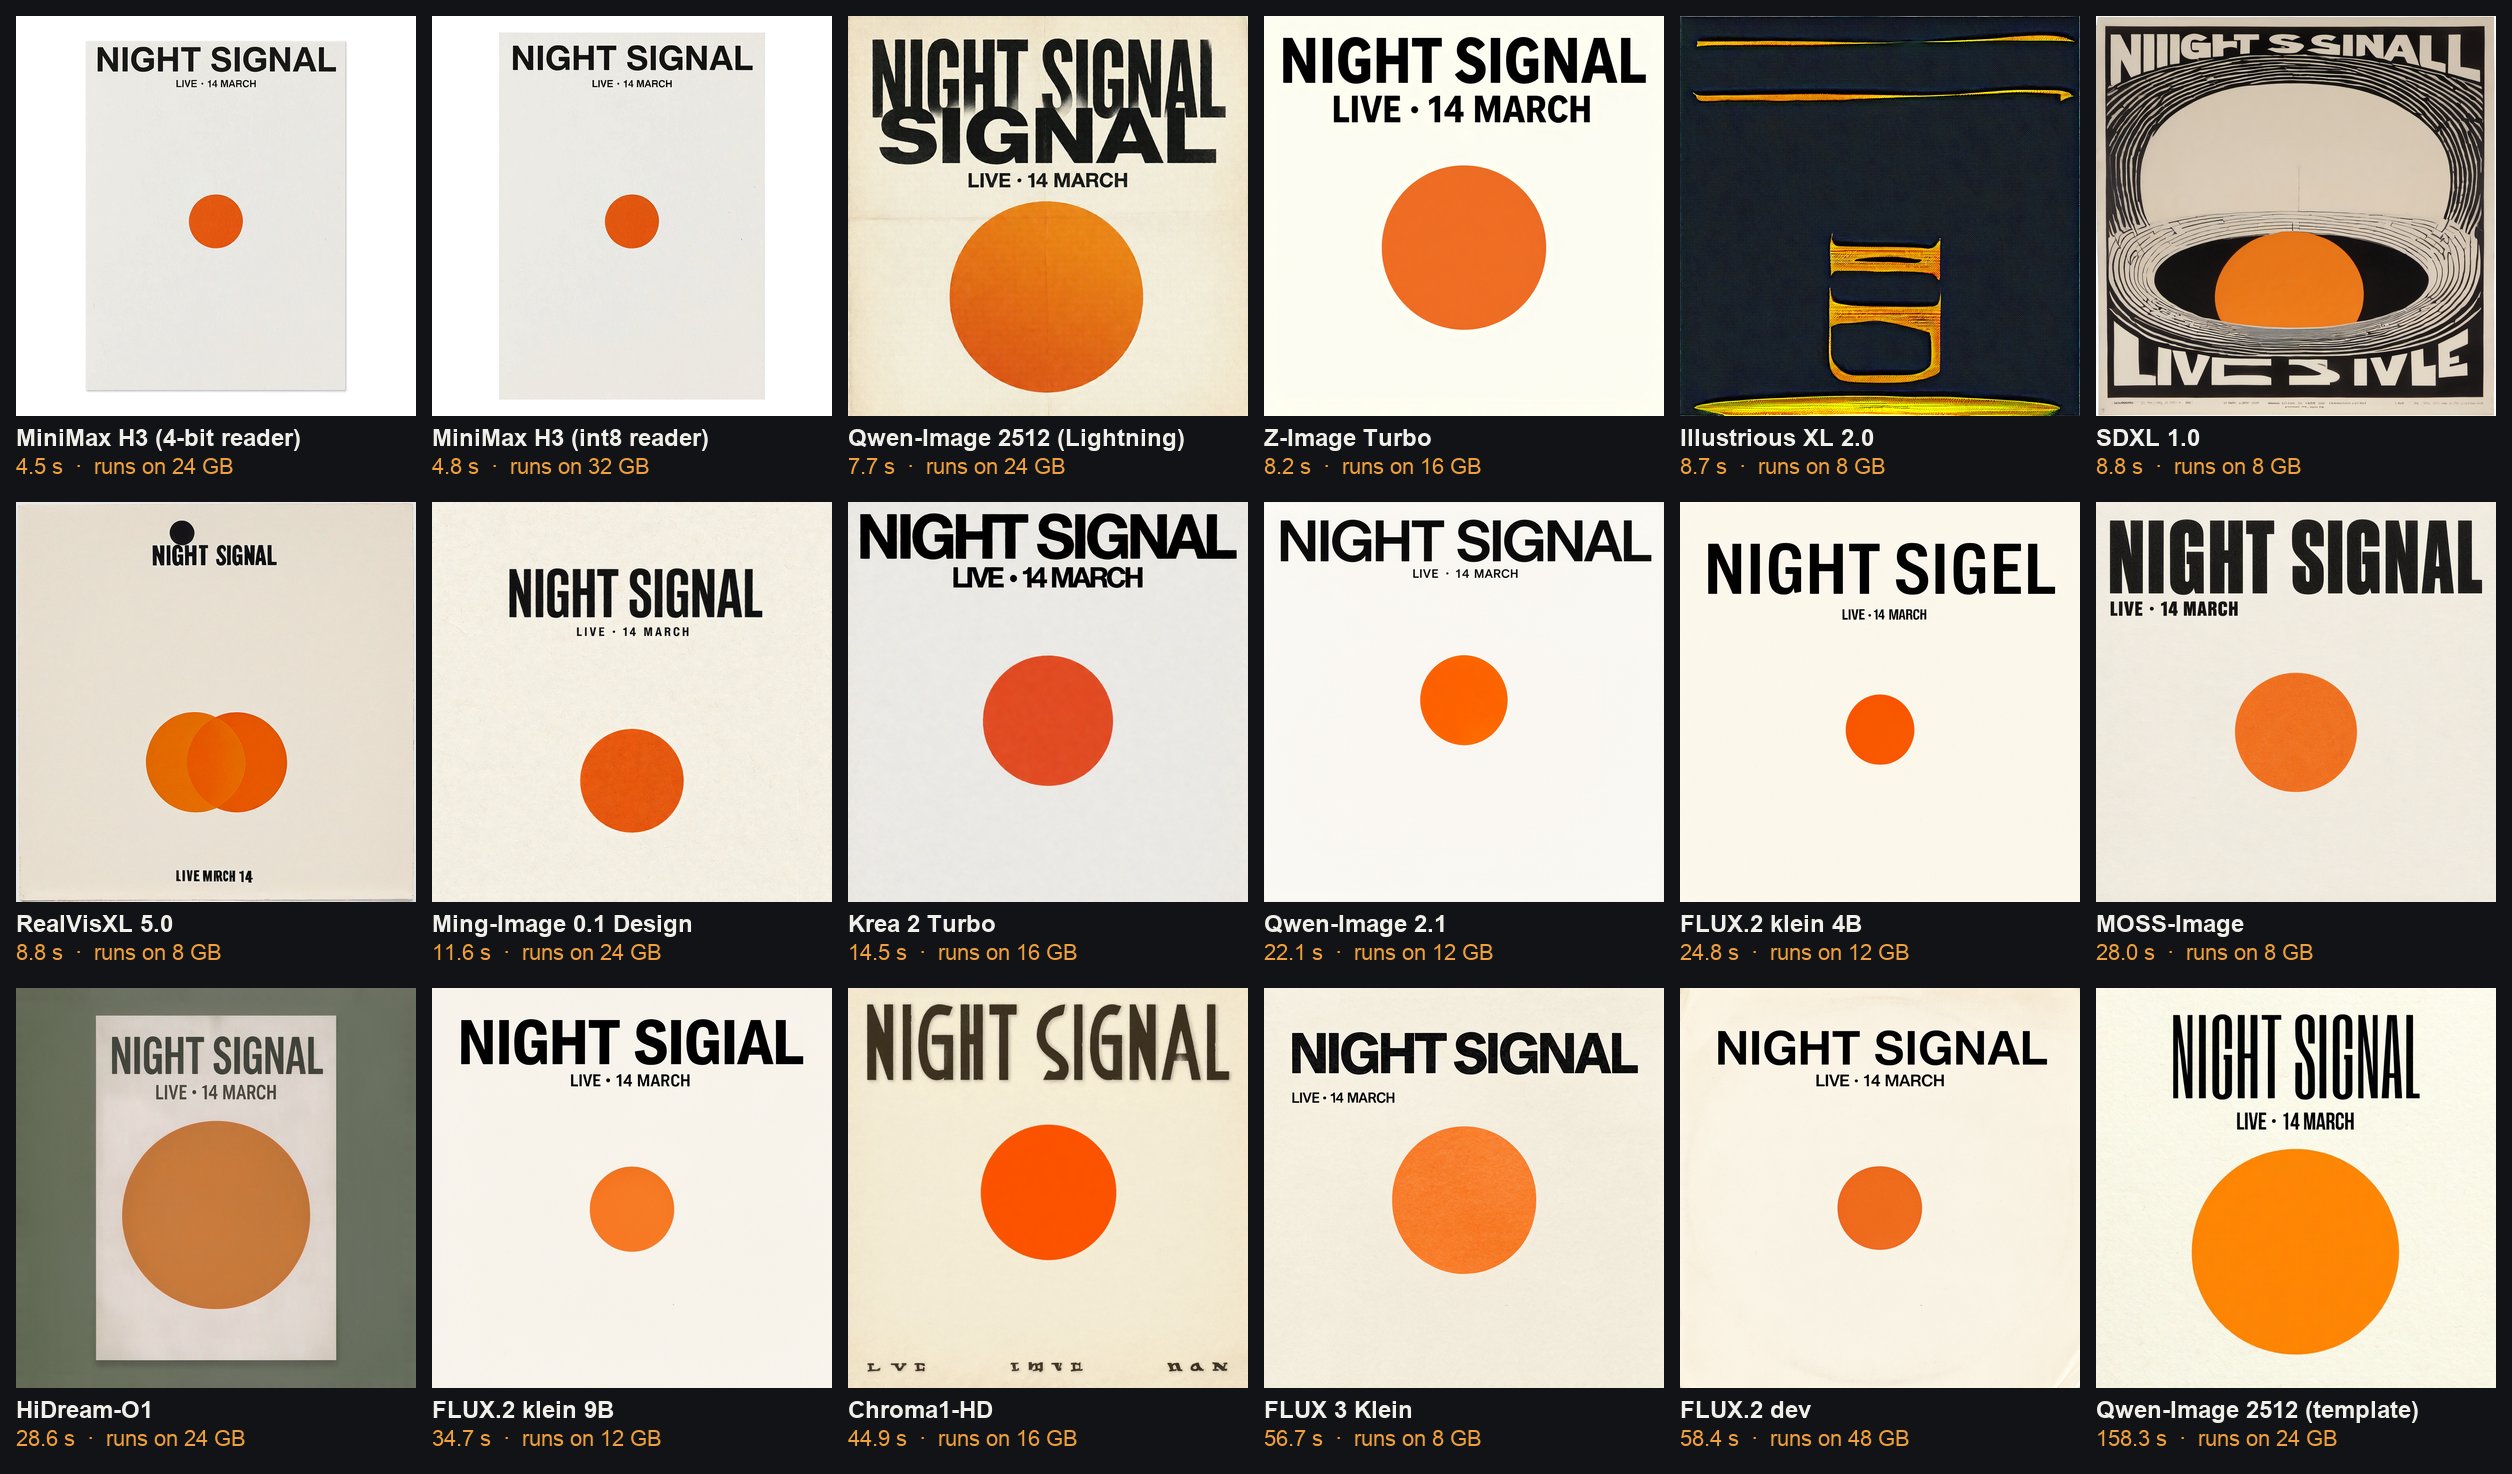 NIGHT SIGNAL
LIVE · 14 MARCH
MiniMax H3 (4-bit reader)
4.5 s · runs on 24 GB
NIGHT SIGNAL
LIVE · 14 MARCH
MiniMax H3 (int8 reader)
4.8 s · runs on 32 GB
NIGHT SIGNAL
SIGNAL
LIVE · 14 MARCH
Qwen-Image 2512 (Lightning)
7.7 s · runs on 24 GB
NIGHT SIGNAL
LIVE · 14 MARCH
Z-Image Turbo
8.2 s · runs on 16 GB
Illustrious XL 2.0
8.7 s · runs on 8 GB
NIIIGHT SSINALL
SDXL 1.0
8.8 s · runs on 8 GB
NIGHT SIGNAL
LIVE MIRCH 14
RealVisXL 5.0
8.8 s · runs on 8 GB
NIGHT SIGNAL
LIVE · 14 MARCH
Ming-Image 0.1 Design
11.6 s · runs on 24 GB
NIGHT SIGNAL
LIVE • 14 MARCH
Krea 2 Turbo
14.5 s · runs on 16 GB
NIGHT SIGNAL
LIVE · 14 MARCH
Qwen-Image 2.1
22.1 s · runs on 12 GB
NIGHT SIGEL
LIVE · 14 MARCH
FLUX.2 klein 4B
24.8 s · runs on 12 GB
NIGHT SIGNAL
LIVE · 14 MARCH
MOSS-Image
28.0 s · runs on 8 GB
NIGHT SIGNAL
LIVE · 14 MARCH
HiDream-O1
28.6 s · runs on 24 GB
NIGHT SIGIAL
LIVE · 14 MARCH
FLUX.2 klein 9B
34.7 s · runs on 12 GB
NIGHT SIGNAL
Chroma1-HD
44.9 s · runs on 16 GB
NIGHT SIGNAL
LIVE · 14 MARCH
FLUX 3 Klein
56.7 s · runs on 8 GB
NIGHT SIGNAL
LIVE · 14 MARCH
FLUX.2 dev
58.4 s · runs on 48 GB
NIGHT SIGNAL
LIVE · 14 MARCH
Qwen-Image 2512 (template)
158.3 s · runs on 24 GB